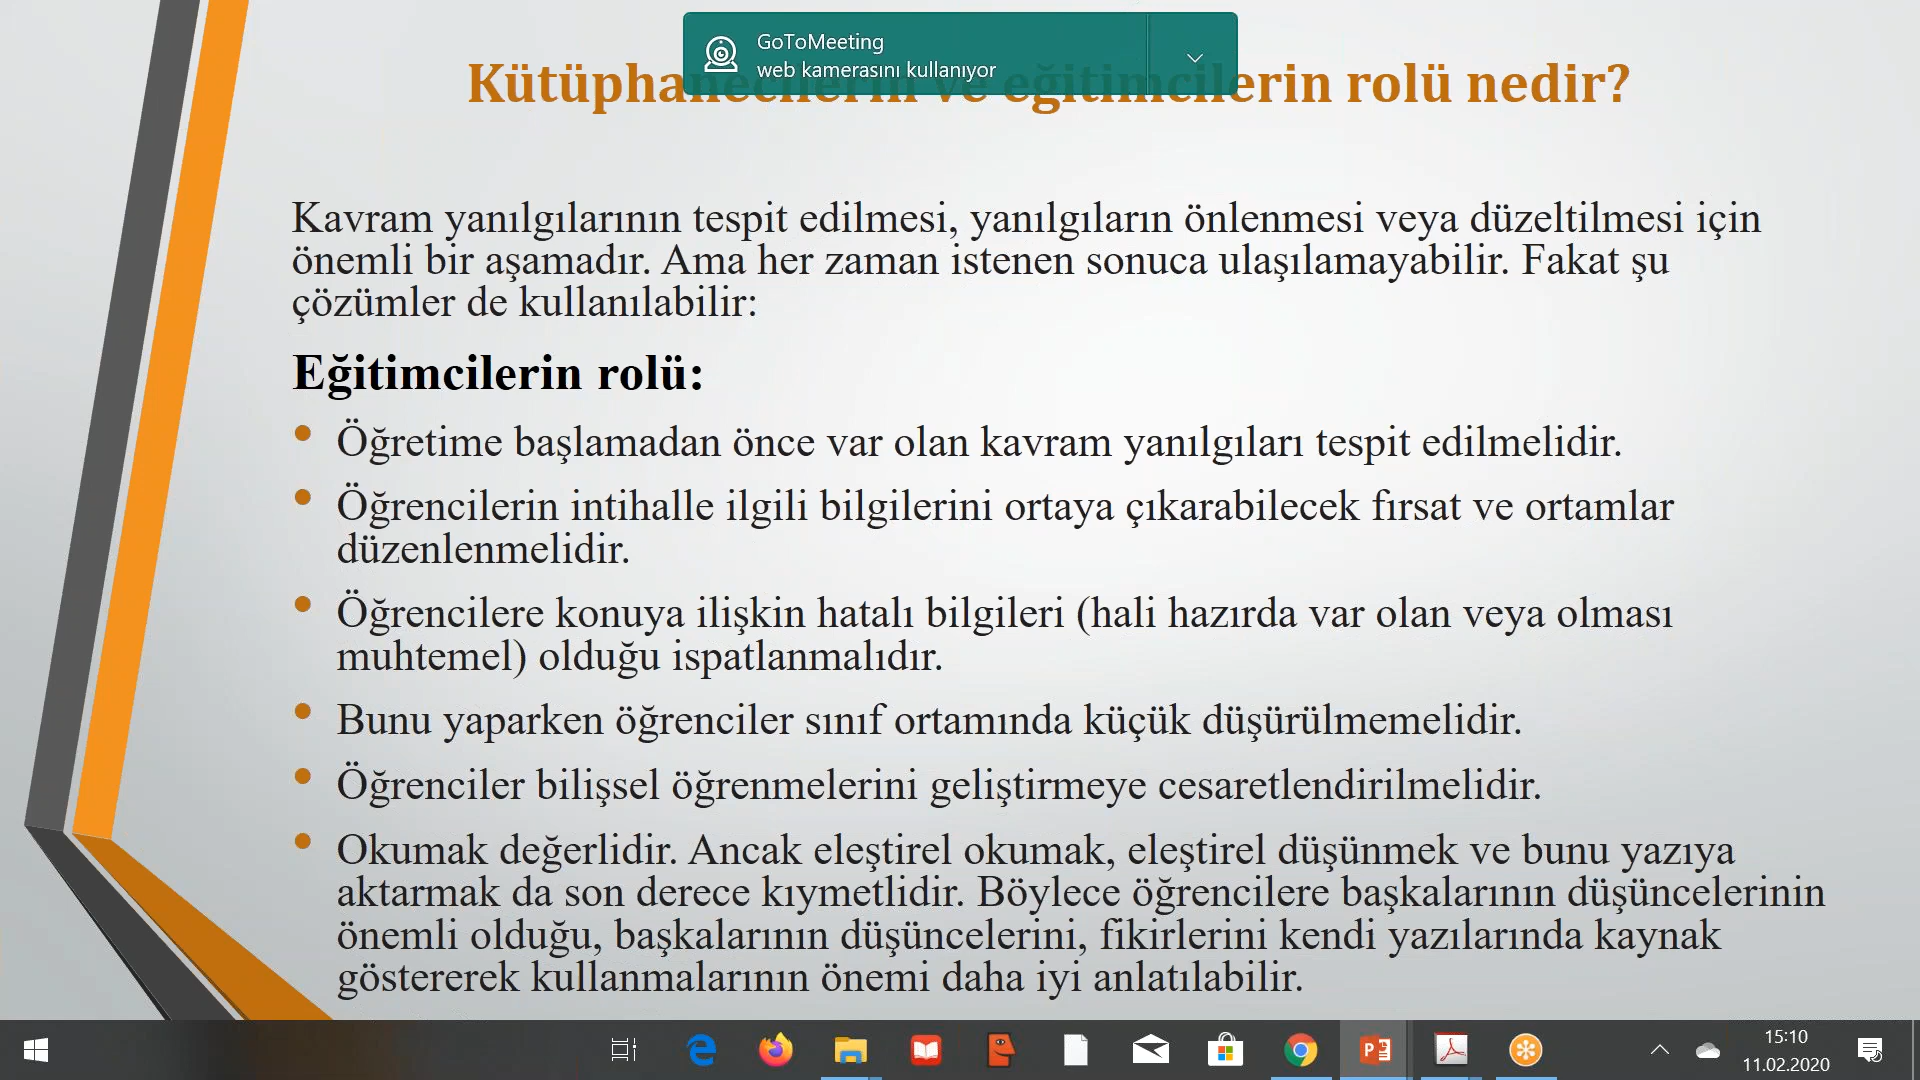 GoToMeeting
web kamerasını kullanıyor
Kütüphanecilerin ve eğitimcilerin rolü nedir?
Kavram yanılgılarının tespit edilmesi, yanılgıların önlenmesi veya düzeltilmesi için
önemli bir aşamadır. Ama her zaman istenen sonuca ulaşılamayabilir. Fakat şu
çözümler de kullanılabilir:
Eğitimcilerin rolü:
• Öğretime başlamadan önce var olan kavram yanılgıları tespit edilmelidir.
• Öğrencilerin intihalle ilgili bilgilerini ortaya çıkarabilecek fırsat ve ortamlar
düzenlenmelidir.
• Öğrencilere konuya ilişkin hatalı bilgileri (hali hazırda var olan veya olması
muhtemel) olduğu ispatlanmalıdır.
• Bunu yaparken öğrenciler sınıf ortamında küçük düşürülmemelidir.
• Öğrenciler bilişsel öğrenmelerini geliştirmeye cesaretlendirilmelidir.
• Okumak değerlidir. Ancak eleştirel okumak, eleştirel düşünmek ve bunu yazıya
aktarmak da son derece kıymetlidir. Böylece öğrencilere başkalarının düşüncelerinin
önemli olduğu, başkalarının düşüncelerini, fikirlerini kendi yazılarında kaynak
göstererek kullanmalarının önemi daha iyi anlatılabilir.
15:10
11.02.2020